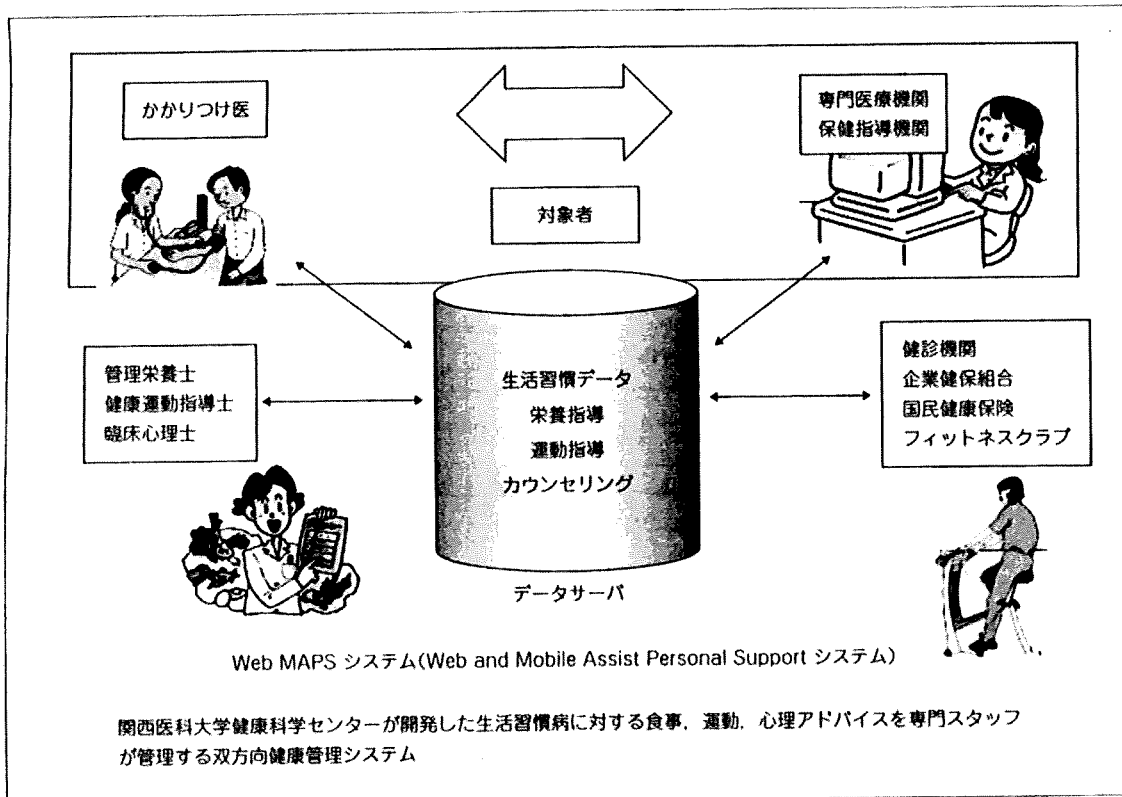 かかりつけ医
専門医療機関
保健指導機関
対象者
管理栄養士
健康運動指導士
臨床心理士
生活習慣データ
栄養指導
運動指導
カウンセリング
健診機関
企業健保組合
国民健康保険
フィットネスクラブ
データサーバ
Web MAPS システム(Web and Mobile Assist Personal Support システム)
関西医科大学健康科学センターが開発した生活習慣病に対する食事，運動，心理アドバイスを専門スタッフ
が管理する双方向健康管理システム